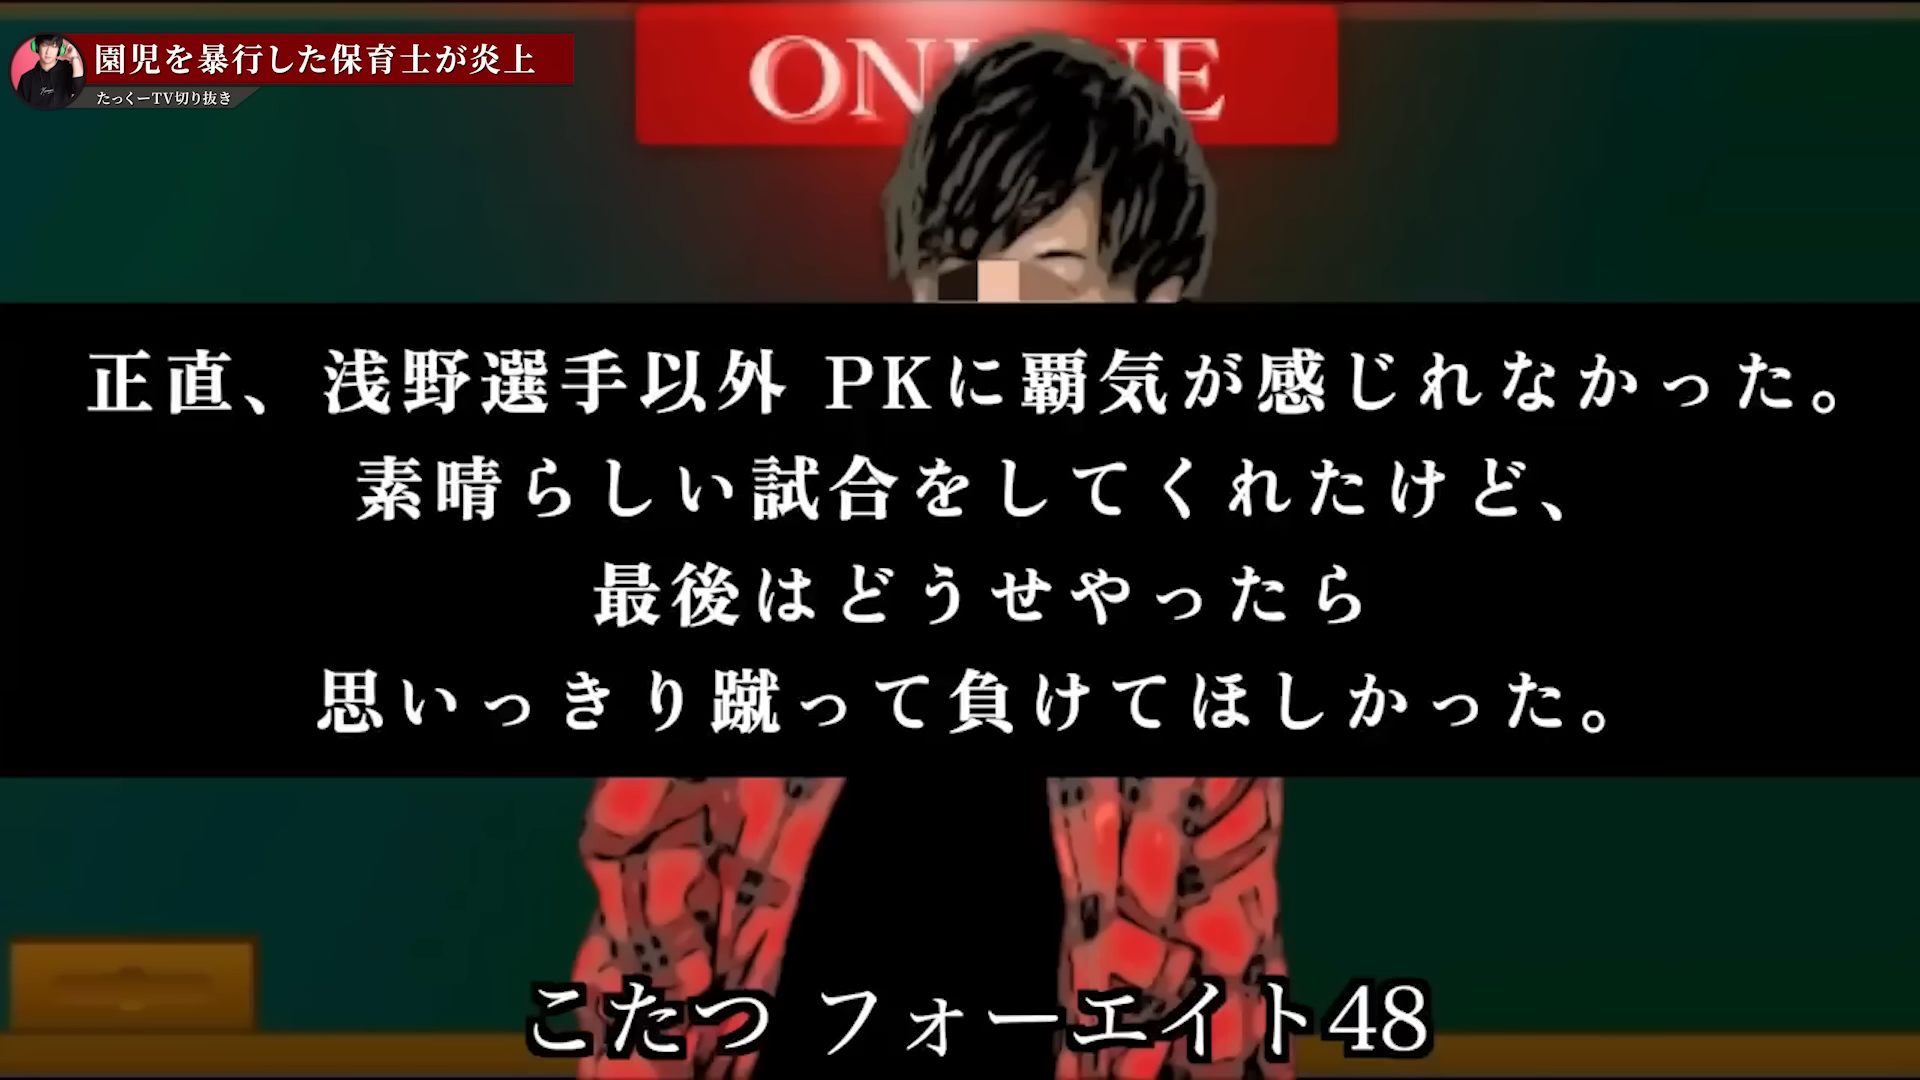 園児を暴行した保育士が炎上
たっくーTV切り抜き
正直、浅野選手以外 PKに覇気が感じれなかった。
素晴らしい試合をしてくれたけど、
最後はどうせやったら
思いっきり蹴って負けてほしかった。
こたつ フォーエイト48